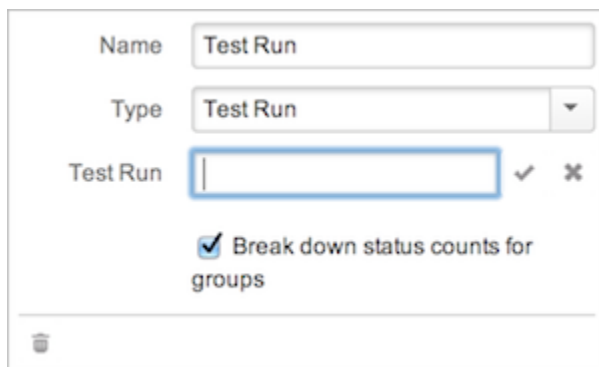 Name Test Run
Type Test Run
Test Run
Break down status counts for
groups